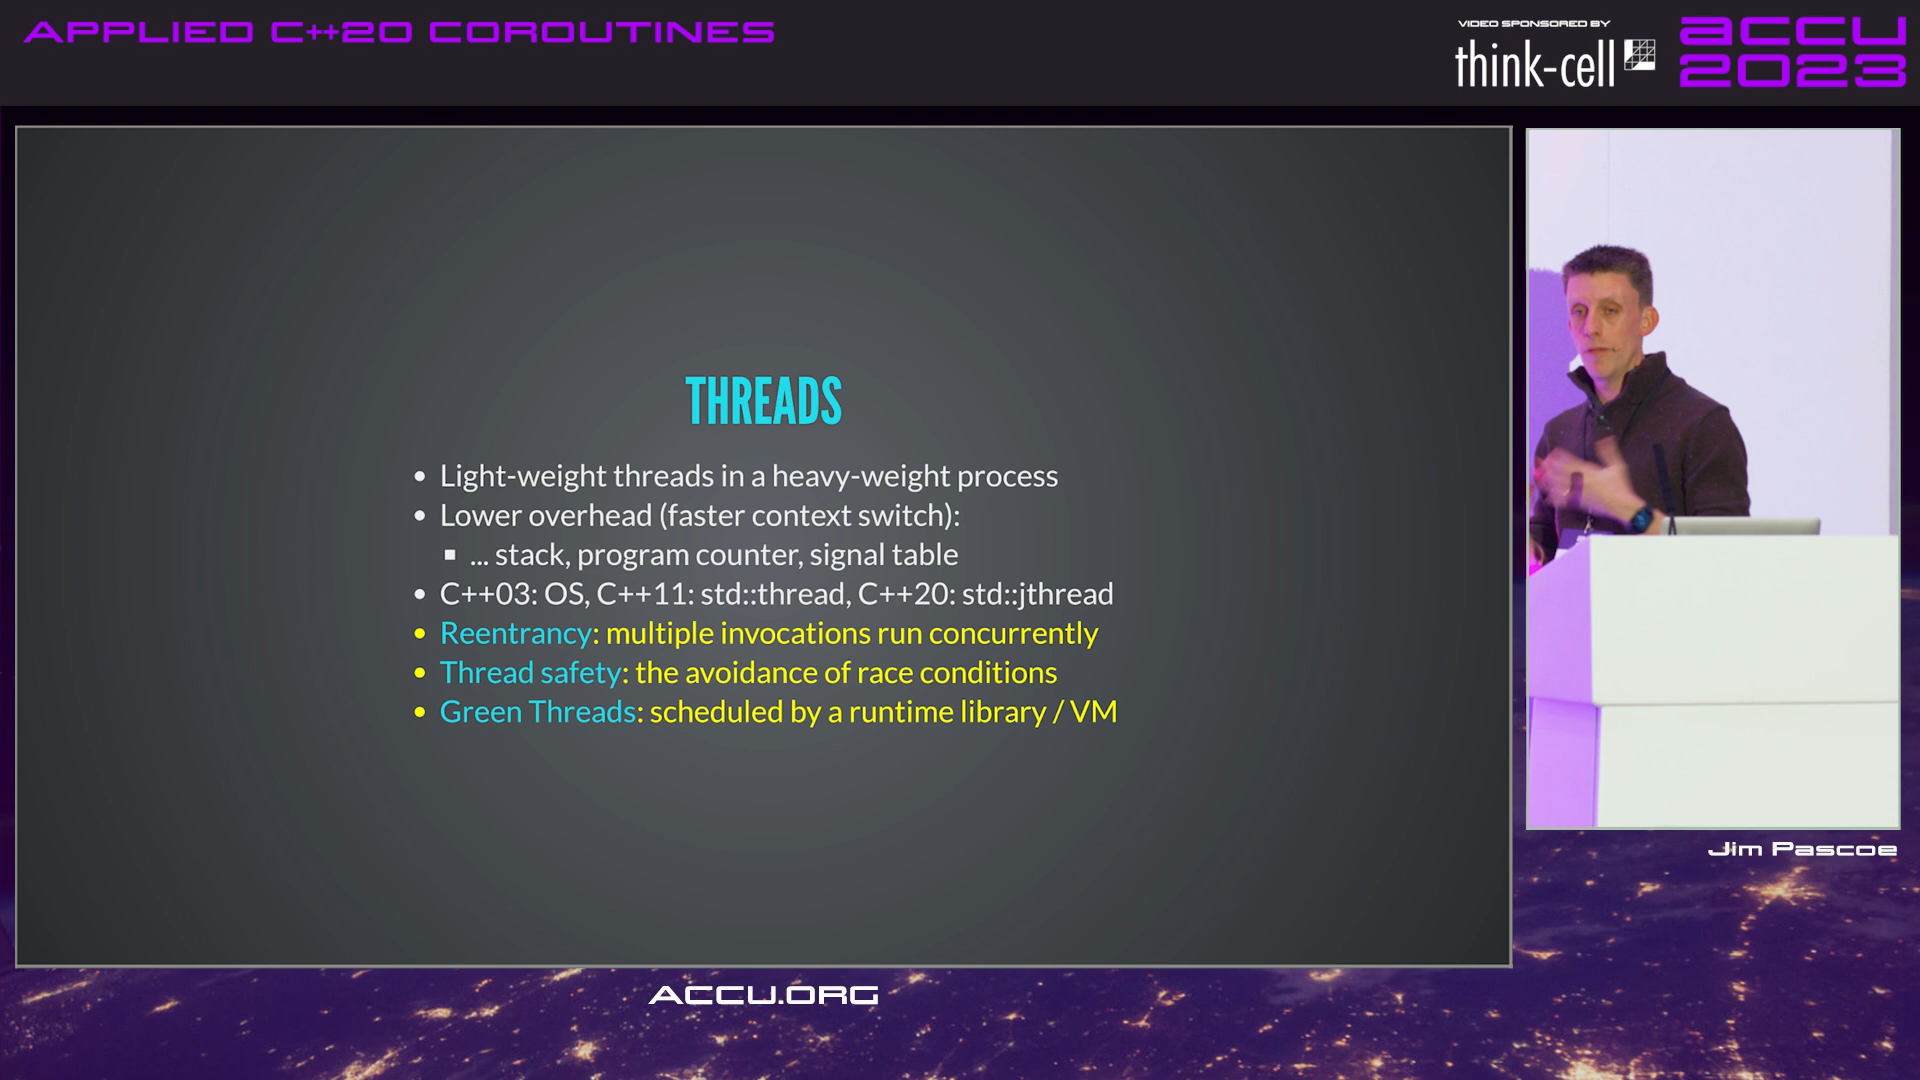 APPLIED C++20 COROUTINES
VIDEO SPONSORED BY
think-cell
accu
2023
THREADS
• Light-weight threads in a heavy-weight process
• Lower overhead (faster context switch):
▪ ... stack, program counter, signal table
• C++03: OS, C++11: std::thread, C++20: std::jthread
• Reentrancy: multiple invocations run concurrently
• Thread safety: the avoidance of race conditions
• Green Threads: scheduled by a runtime library / VM
Jim Pascoe
ACCU.ORG